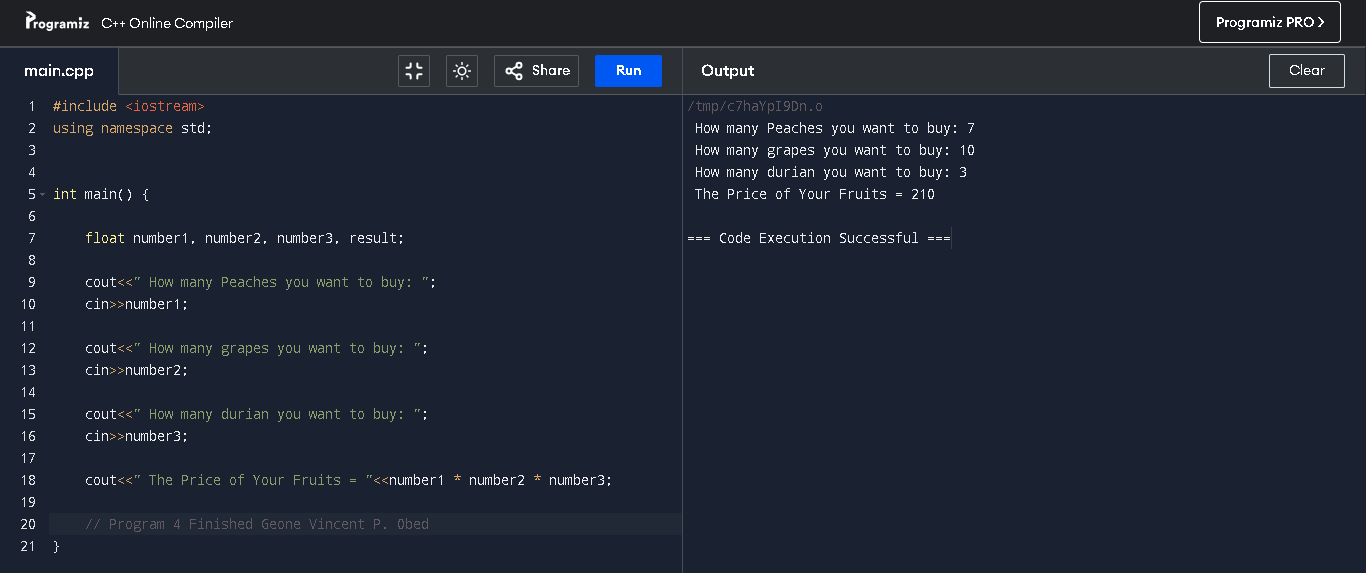 Programiz C++ Online Compiler
Programiz PRO >
main.cpp
Share
Run
Output
Clear
1 #include <iostream>
2 using namespace std;
3
4
5 int main() {
6
7 float number1, number2, number3, result;
8
9 cout<<" How many Peaches you want to buy: ";
10 cin>>number1;
11
12 cout<<" How many grapes you want to buy: ";
13 cin>>number2;
14
15 cout<<" How many durian you want to buy: ";
16 cin>>number3;
17
18 cout<<" The Price of Your Fruits = "<<number1 * number2 * number3;
19
20 // Program 4 Finished Geone Vincent P. Obed
21 }
/tmp/c7haYpI9Dn.o
How many Peaches you want to buy: 7
How many grapes you want to buy: 10
How many durian you want to buy: 3
The Price of Your Fruits = 210
=== Code Execution Successful ===